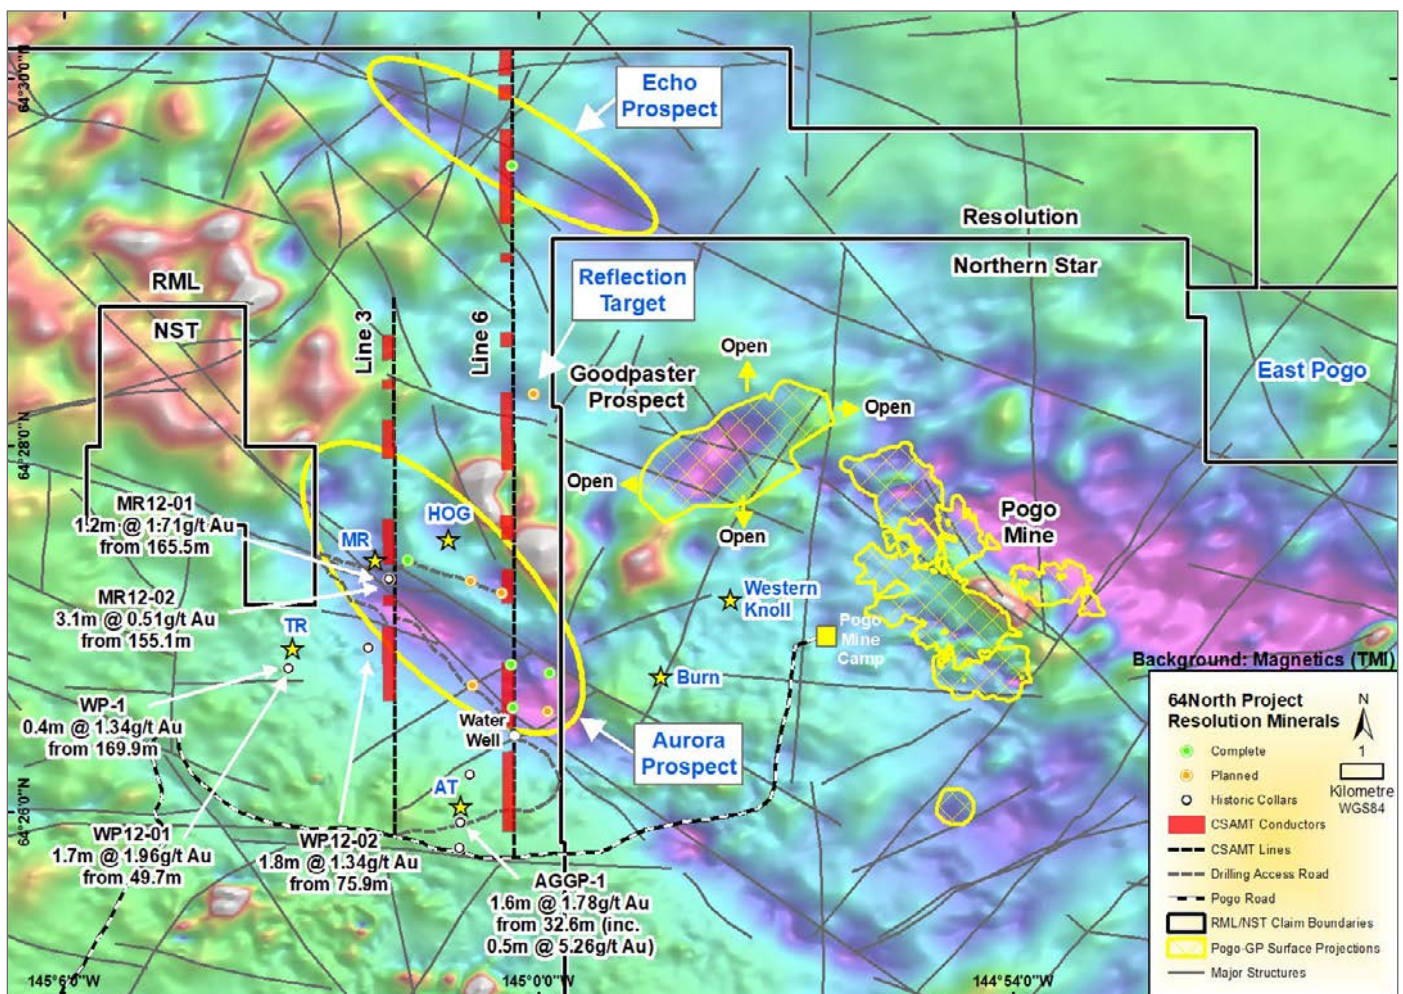 64°30'0"N
Echo
Prospect
Resolution
Northern Star
RML
NST
Reflection
Target
Line 3
Line 6
Open
Goodpaster
Prospect
Open
East Pogo
64°28'0"N
Open
Open
Pogo
Mine
MR12-01
1.2m @ 1.71g/t Au
from 165.5m
HOG
MR
MR12-02
3.1m @ 0.51g/t Au
from 155.1m
Western
Knoll
TR
Pogo
Mine
Camp
Burn
WP-1
0.4m @ 1.34g/t Au
from 169.9m
Water
Well
Aurora
Prospect
AT
64°26'0"N
WP12-01
1.7m @ 1.96g/t Au
from 49.7m
WP12-02
1.8m @ 1.34g/t Au
from 75.9m
AGGP-1
1.6m @ 1.78g/t Au
from 32.6m (inc.
0.5m @ 5.26g/t Au)
145°6'0"W
145°0'0"W
144°54'0"W
Background: Magnetics (TMI)
64North Project
Resolution Minerals
N
1
Kilometre
WGS84
Complete
Planned
Historic Collars
CSAMT Conductors
CSAMT Lines
Drilling Access Road
Pogo Road
RML/NST Claim Boundaries
Pogo-GP Surface Projections
Major Structures